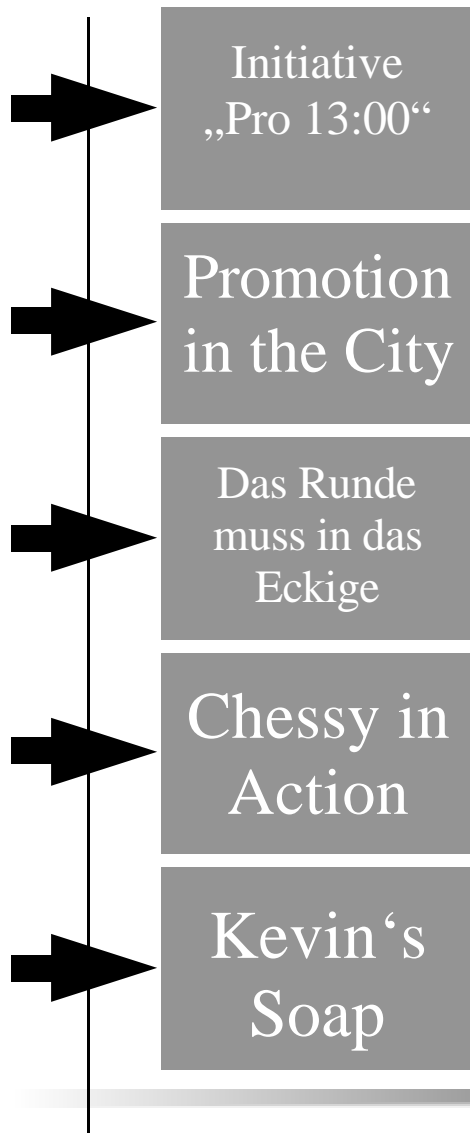 Initiative
„Pro 13:00“
Promotion
in the City
Das Runde
muss in das
Eckige
Chessy in
Action
Kevin‘s
Soap